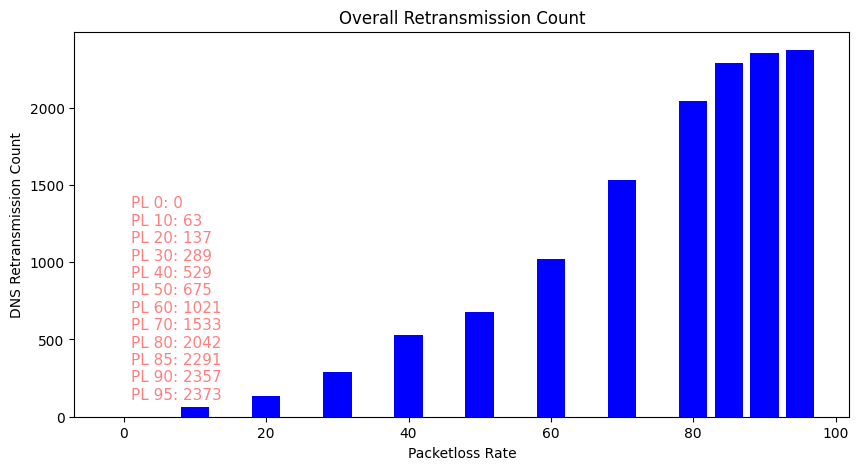 Overall Retransmission Count
DNS Retransmission Count
2000
1500
1000
500
0
PL 0: 0
PL 10: 63
PL 20: 137
PL 30: 289
PL 40: 529
PL 50: 675
PL 60: 1021
PL 70: 1533
PL 80: 2042
PL 85: 2291
PL 90: 2357
PL 95: 2373
0 20 40 60 80 100
Packetloss Rate